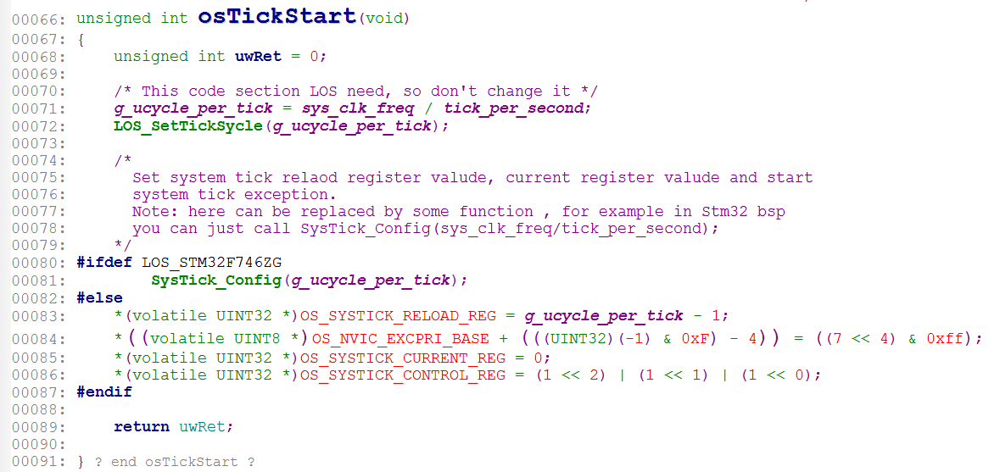 00066: unsigned int osTickStart(void)
00067: {
00068:     unsigned int uwRet = 0;
00069:
00070:     /* This code section LOS need, so don't change it */
00071:     g_ucycle_per_tick = sys_clk_freq / tick_per_second;
00072:     LOS_SetTickSycle(g_ucycle_per_tick);
00073:
00074:     /*
00075:       Set system tick relaod register valude, current register valude and start
00076:       system tick exception.
00077:       Note: here can be replaced by some function , for example in Stm32 bsp
00078:       you can just call SysTick_Config(sys_clk_freq/tick_per_second);
00079:     */
00080: #ifdef LOS_STM32F746ZG
00081:         SysTick_Config(g_ucycle_per_tick);
00082: #else
00083:     *(volatile UINT32 *)OS_SYSTICK_RELOAD_REG = g_ucycle_per_tick - 1;
00084:     *((volatile UINT8 *)OS_NVIC_EXCPRI_BASE + (((UINT32)(-1) & 0xF) - 4)) = ((7 << 4) & 0xff);
00085:     *(volatile UINT32 *)OS_SYSTICK_CURRENT_REG = 0;
00086:     *(volatile UINT32 *)OS_SYSTICK_CONTROL_REG = (1 << 2) | (1 << 1) | (1 << 0);
00087: #endif
00088:
00089:     return uwRet;
00090:
00091: } ? end osTickStart ?